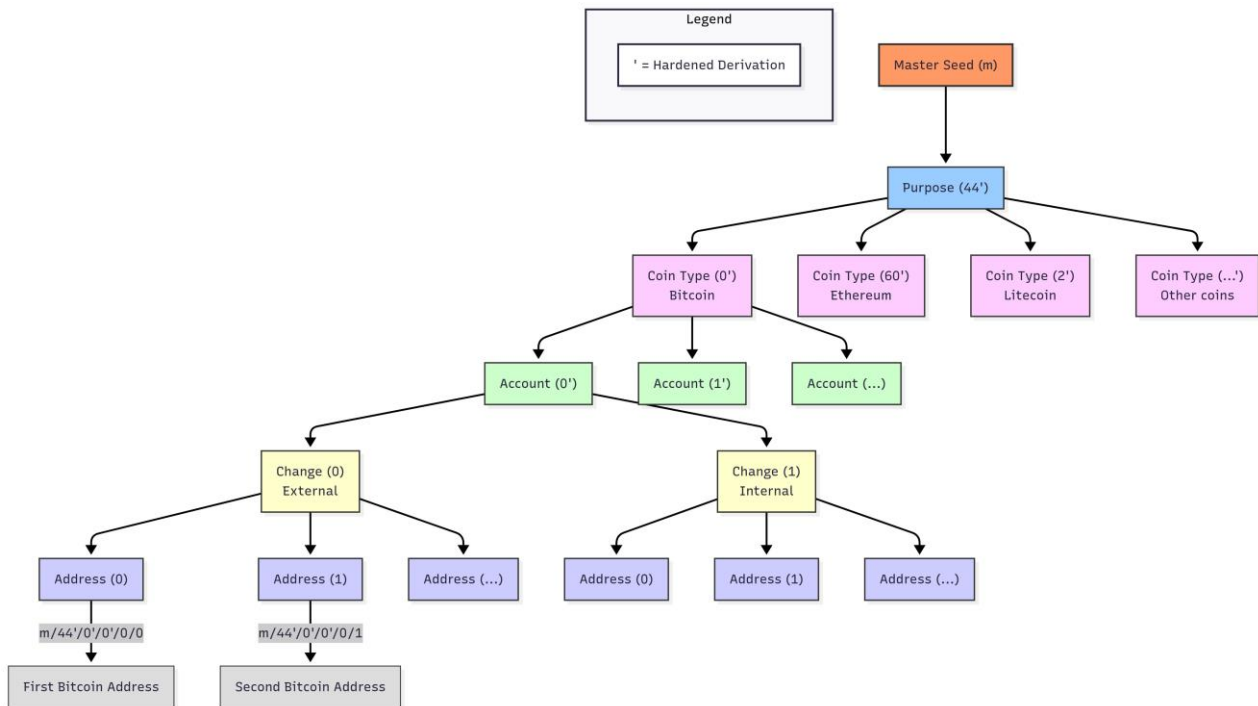 Legend
' = Hardened Derivation
Master Seed (m)
Purpose (44')
Coin Type (0')
Bitcoin
Coin Type (60')
Ethereum
Coin Type (2')
Litecoin
Coin Type (...')
Other coins
Account (0')
Account (1')
Account (...)
Change (0)
External
Change (1)
Internal
Address (0)
Address (1)
Address (...)
Address (0)
Address (1)
Address (...)
m/44'/0'/0'/0/0
m/44'/0'/0'/0/1
First Bitcoin Address
Second Bitcoin Address